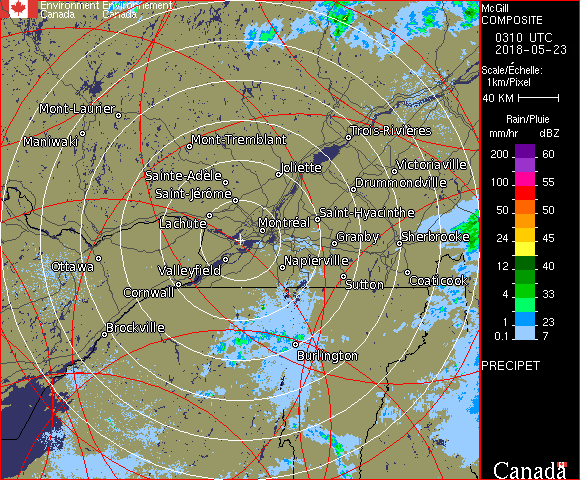 Environment Environnement
Canada Canada
McGill
COMPOSITE
0310 UTC
2018-05-23
Scale/Échelle:
1km/Pixel
40 KM
Rain/Pluie
mm/hr dBZ
200 60
100 55
50 50
24 45
12 40
4 33
1 23
0.1 7
PRECIPET
Canada
Mont-Laurier
Maniwaki
Mont-Tremblant
Trois-Rivières
Joliette
Victoriaville
Sainte-Adèle
Drummondville
Saint-Jérôme
Saint-Hyacinthe
Lachute
Montréal
Granby
Sherbrooke
Ottawa
Valleyfield
Napierville
Sutton
Coaticook
Cornwall
Brockville
Burlington